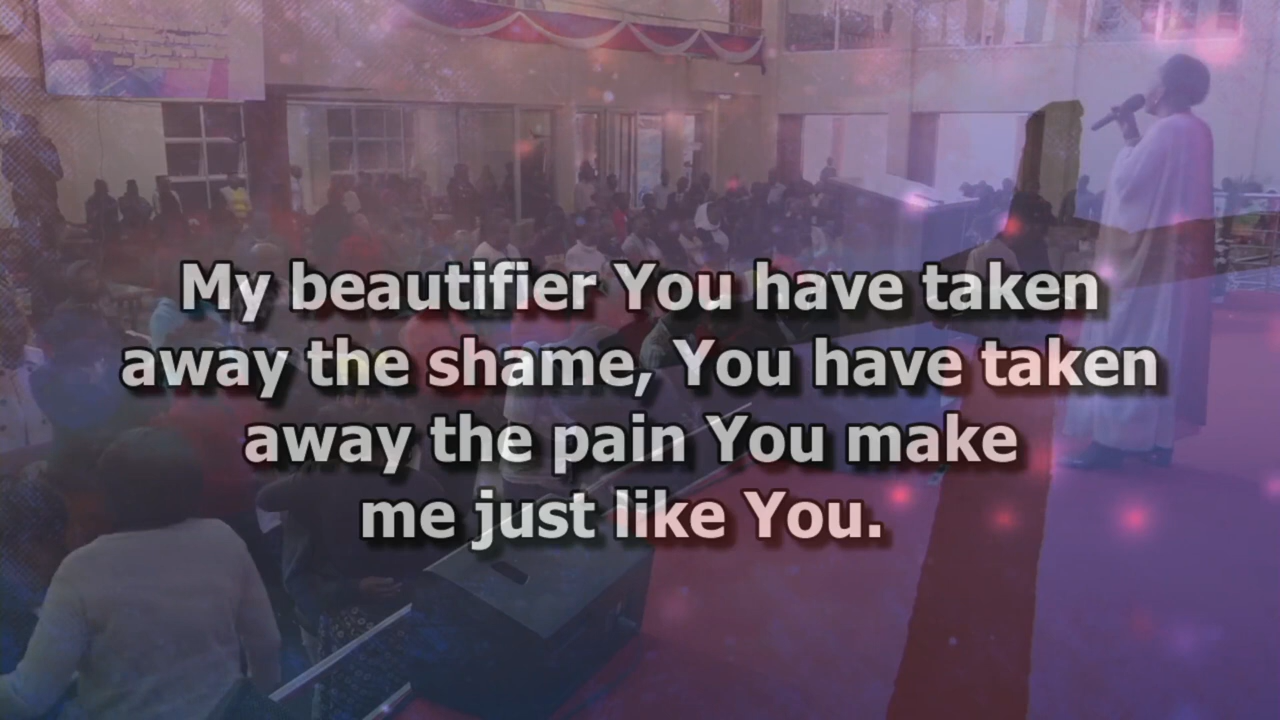 My beautifier You have taken
away the shame, You have taken
away the pain You make
me just like You.